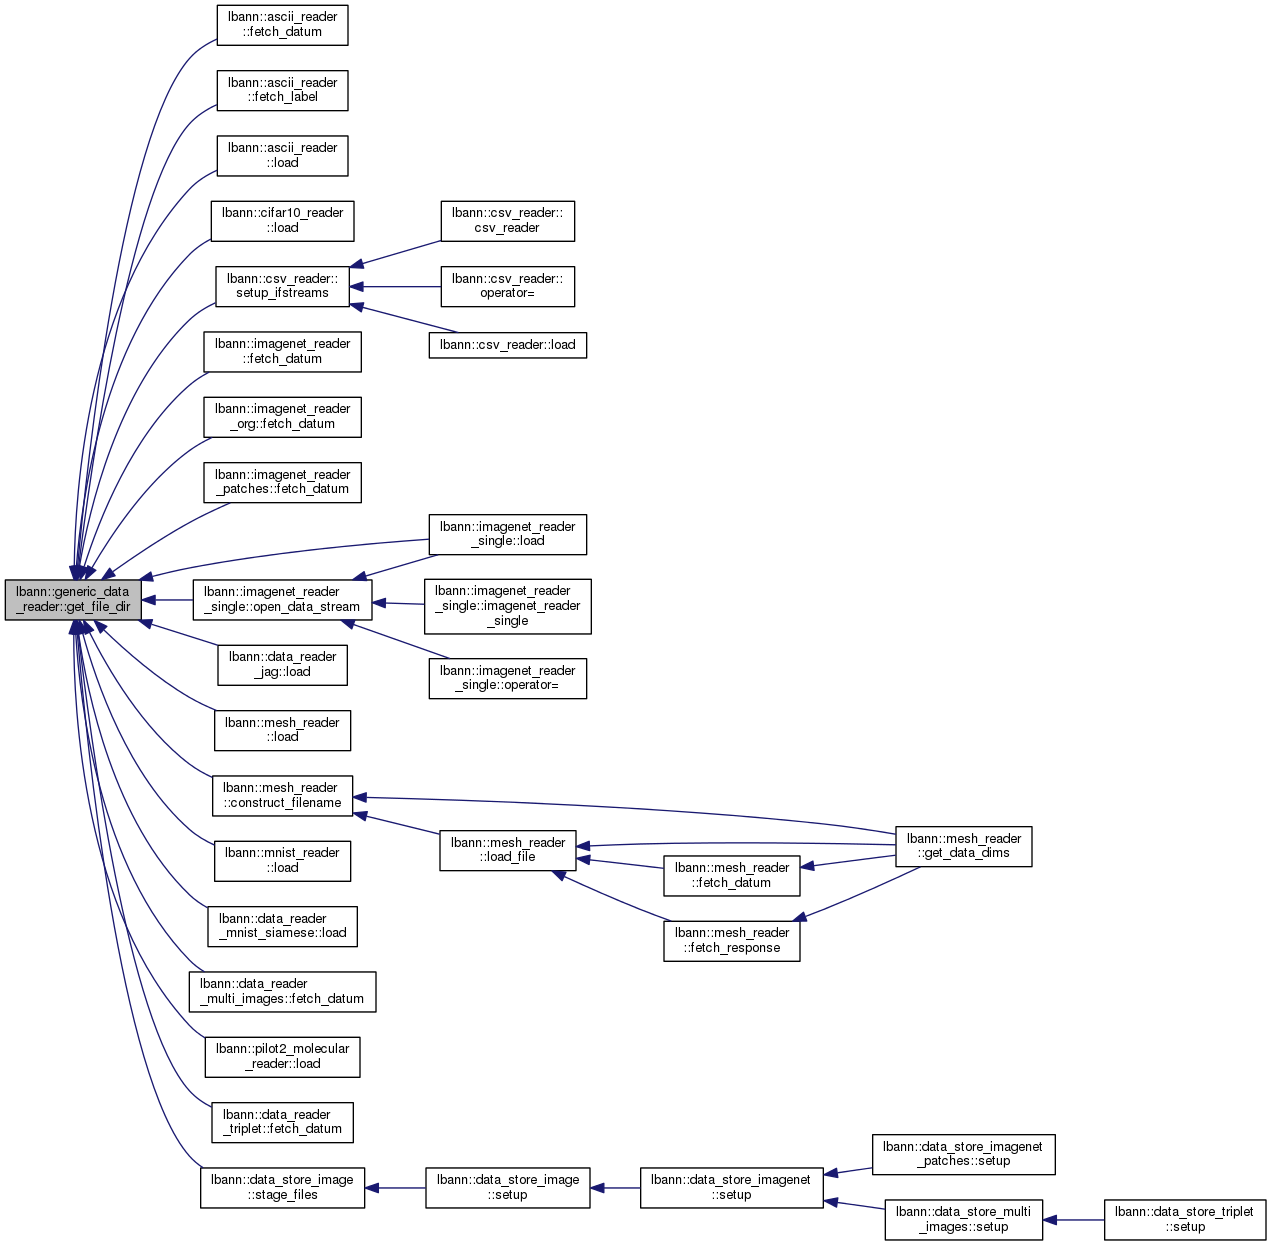 lbann::ascii_reader
::fetch_datum
lbann::ascii_reader
::fetch_label
lbann::ascii_reader
::load
lbann::cifar10_reader
::load
lbann::csv_reader::
setup_ifstreams
lbann::csv_reader::
csv_reader
lbann::csv_reader::
operator=
lbann::csv_reader::load
lbann::imagenet_reader
::fetch_datum
lbann::imagenet_reader
_org::fetch_datum
lbann::imagenet_reader
_patches::fetch_datum
lbann::imagenet_reader
_single::load
lbann::generic_data
_reader::get_file_dir
lbann::imagenet_reader
_single::open_data_stream
lbann::imagenet_reader
_single::imagenet_reader
_single
lbann::data_reader
_jag::load
lbann::imagenet_reader
_single::operator=
lbann::mesh_reader
::load
lbann::mesh_reader
::construct_filename
lbann::mesh_reader
::load_file
lbann::mesh_reader
::get_data_dims
lbann::mnist_reader
::load
lbann::mesh_reader
::fetch_datum
lbann::data_reader
_mnist_siamese::load
lbann::mesh_reader
::fetch_response
lbann::data_reader
_multi_images::fetch_datum
lbann::pilot2_molecular
_reader::load
lbann::data_reader
_triplet::fetch_datum
lbann::data_store_image
::stage_files
lbann::data_store_image
::setup
lbann::data_store_imagenet
::setup
lbann::data_store_imagenet
_patches::setup
lbann::data_store_multi
_images::setup
lbann::data_store_triplet
::setup